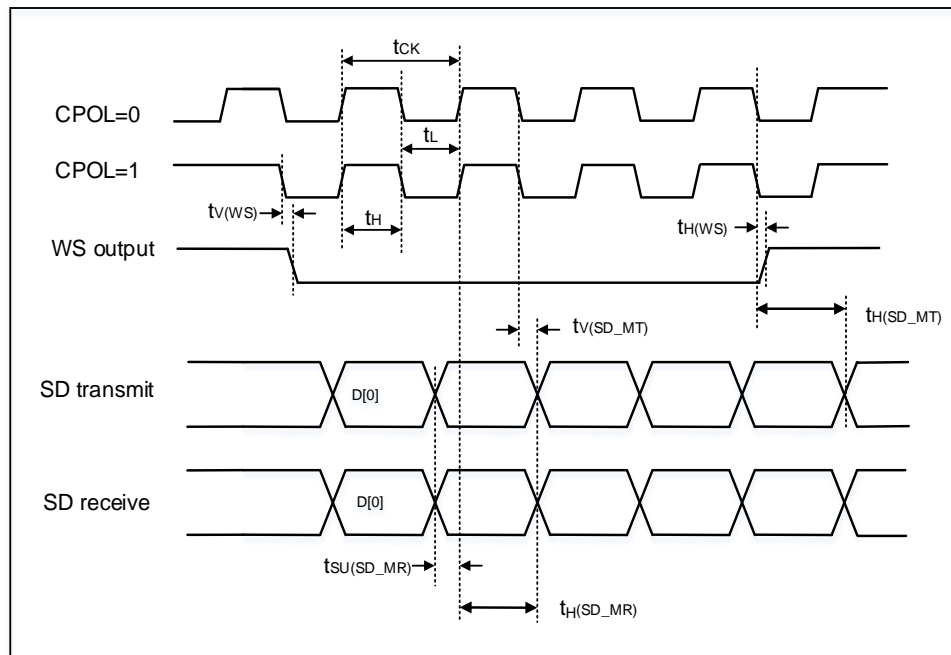 tCK
CPOL=0
tL
CPOL=1
tV(WS)
tH
tH(WS)
WS output
tV(SD_MT)
tH(SD_MT)
SD transmit
D[0]
SD receive
D[0]
tSU(SD_MR)
tH(SD_MR)